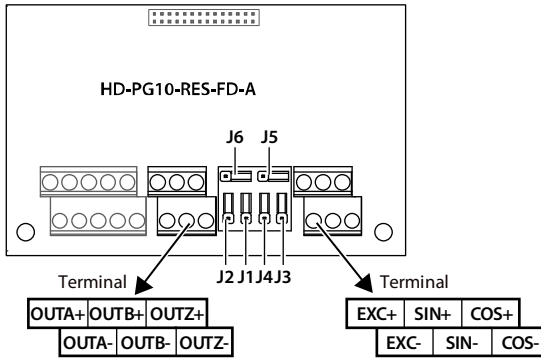 HD-PG10-RES-FD-A
J6 J5
J2 J1 J4 J3
Terminal Terminal
OUTA+ OUTB+ OUTZ+ EXC+ SIN+ COS+
OUTA- OUTB- OUTZ- EXC- SIN- COS-